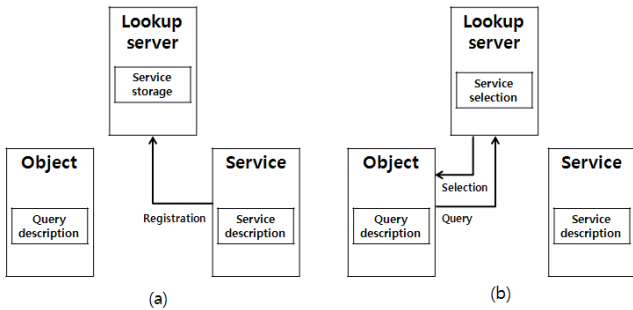 Lookup
server
Service
storage
Object
Query
description
Registration
Service
Service
description
(a)
Lookup
server
Service
selection
Object
Query
description
Selection
Query
Service
Service
description
(b)